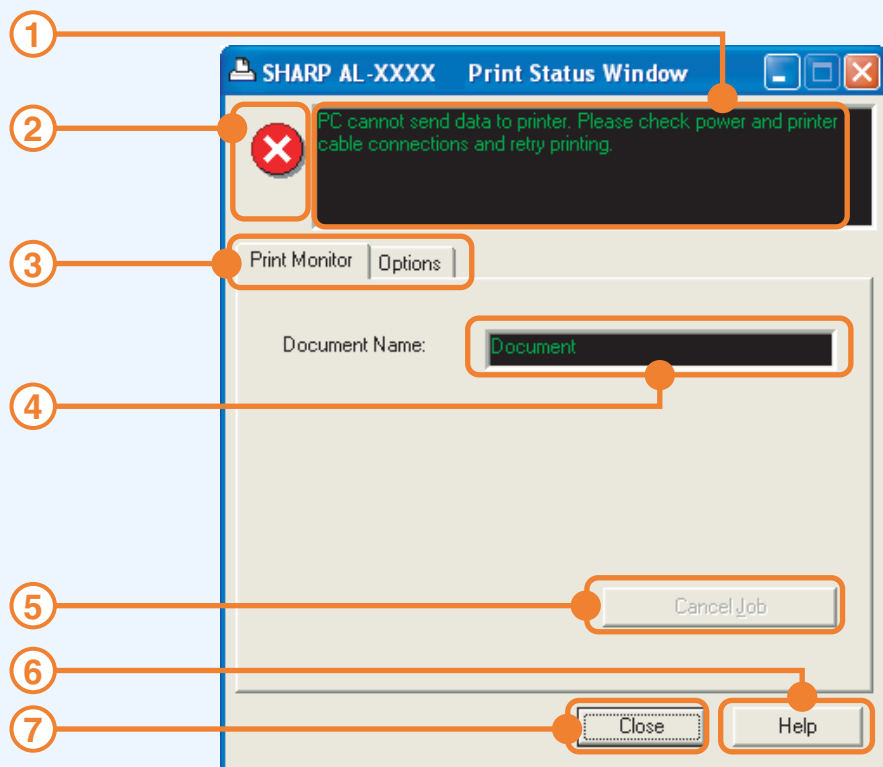 1
SHARP AL-XXXX Print Status Window
2
PC cannot send data to printer. Please check power and printer
cable connections and retry printing.
3
Print Monitor Options
Document Name: Document
4
5
Cancel Job
6
7
Close Help